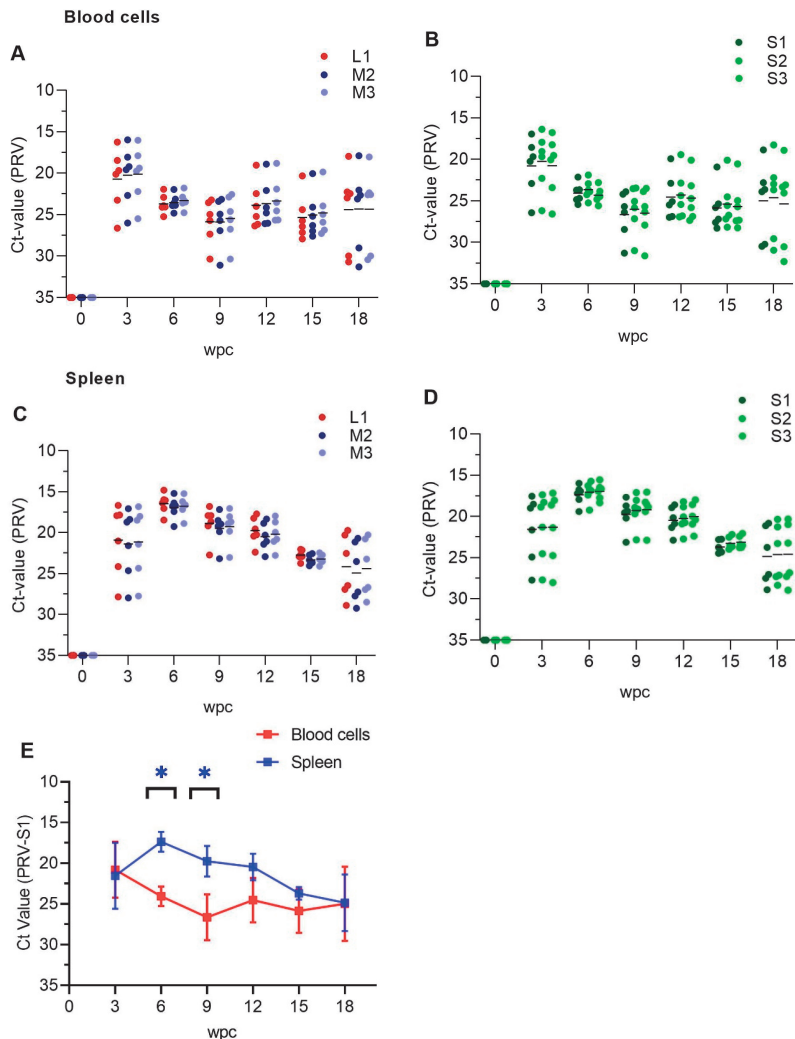 Blood cells
A
L1
M2
M3
10
15
20
25
30
35
Ct-value (PRV)
0 3 6 9 12 15 18
wpc
B
S1
S2
S3
10
15
20
25
30
35
Ct-value (PRV)
0 3 6 9 12 15 18
wpc
Spleen
C
L1
M2
M3
10
15
20
25
30
35
Ct-value (PRV)
0 3 6 9 12 15 18
wpc
D
S1
S2
S3
10
15
20
25
30
35
Ct-value (PRV)
0 3 6 9 12 15 18
wpc
E
Blood cells
Spleen
* *
10
15
20
25
30
35
Ct Value (PRV-S1)
0 3 6 9 12 15 18
wpc